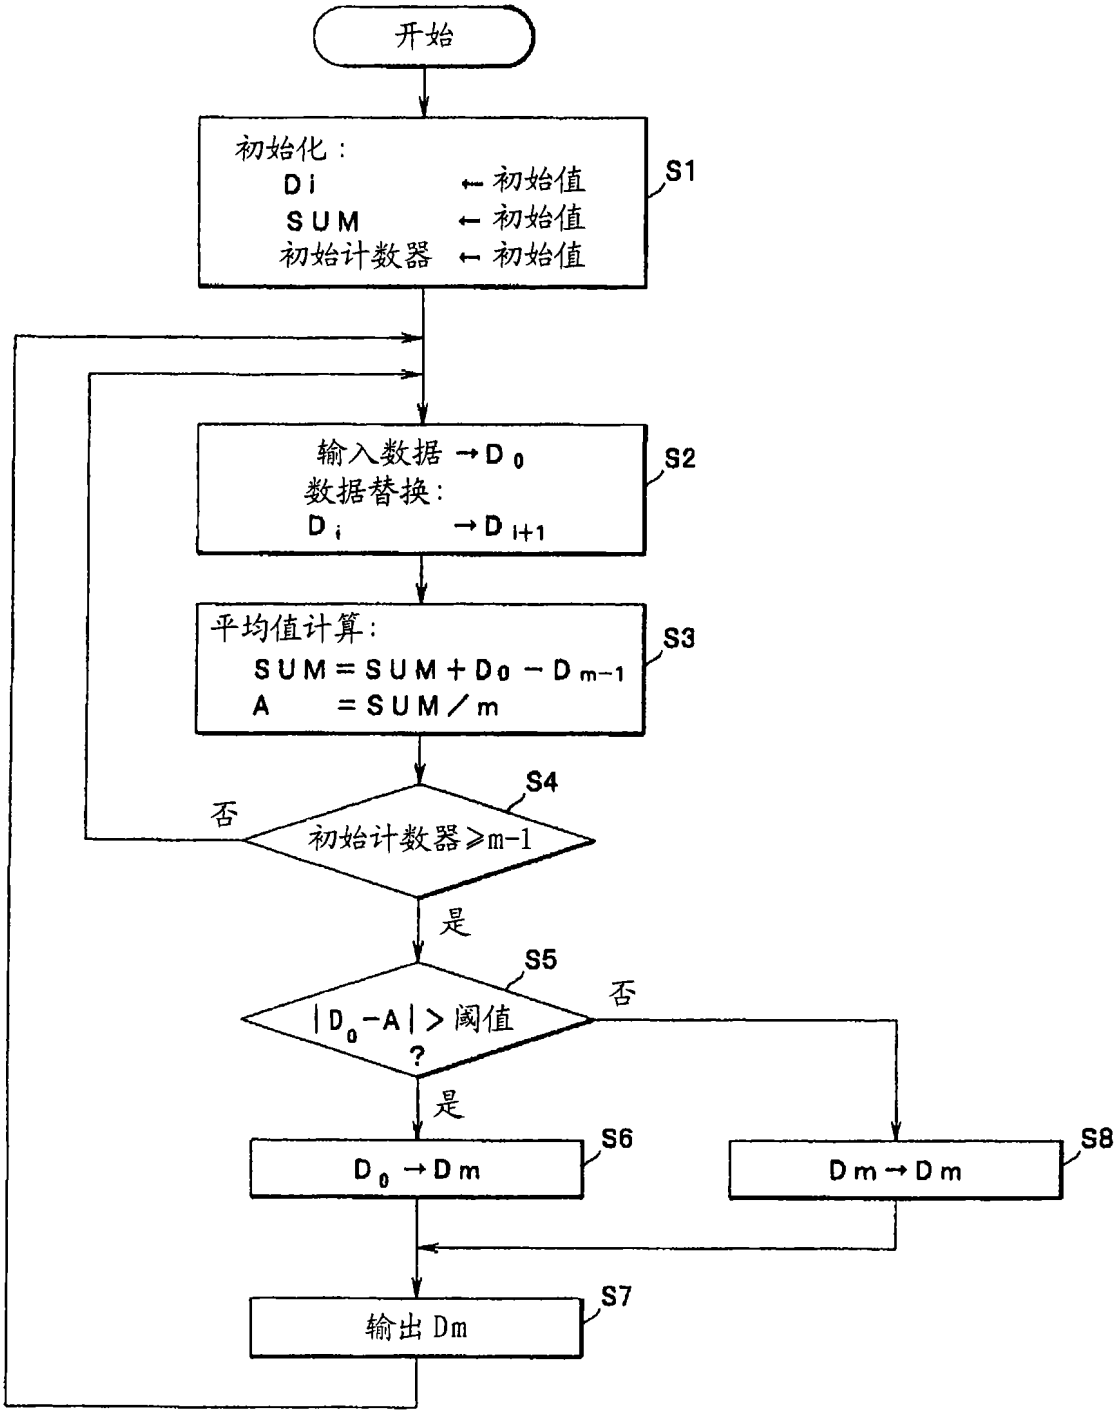 开始
初始化:
Di ← 初始值
SUM ← 初始值
初始计数器 ← 初始值
S1
输入数据 → D₀
数据替换:
Dᵢ → Dᵢ₊₁
S2
平均值计算:
SUM = SUM + D₀ - Dₘ₋₁
A = SUM / m
S3
S4
初始计数器≥m-1
否
是
S5
|D₀-A| > 阈值
?
否
是
S6
D₀ → Dm
S8
Dm → Dm
S7
输出 Dm